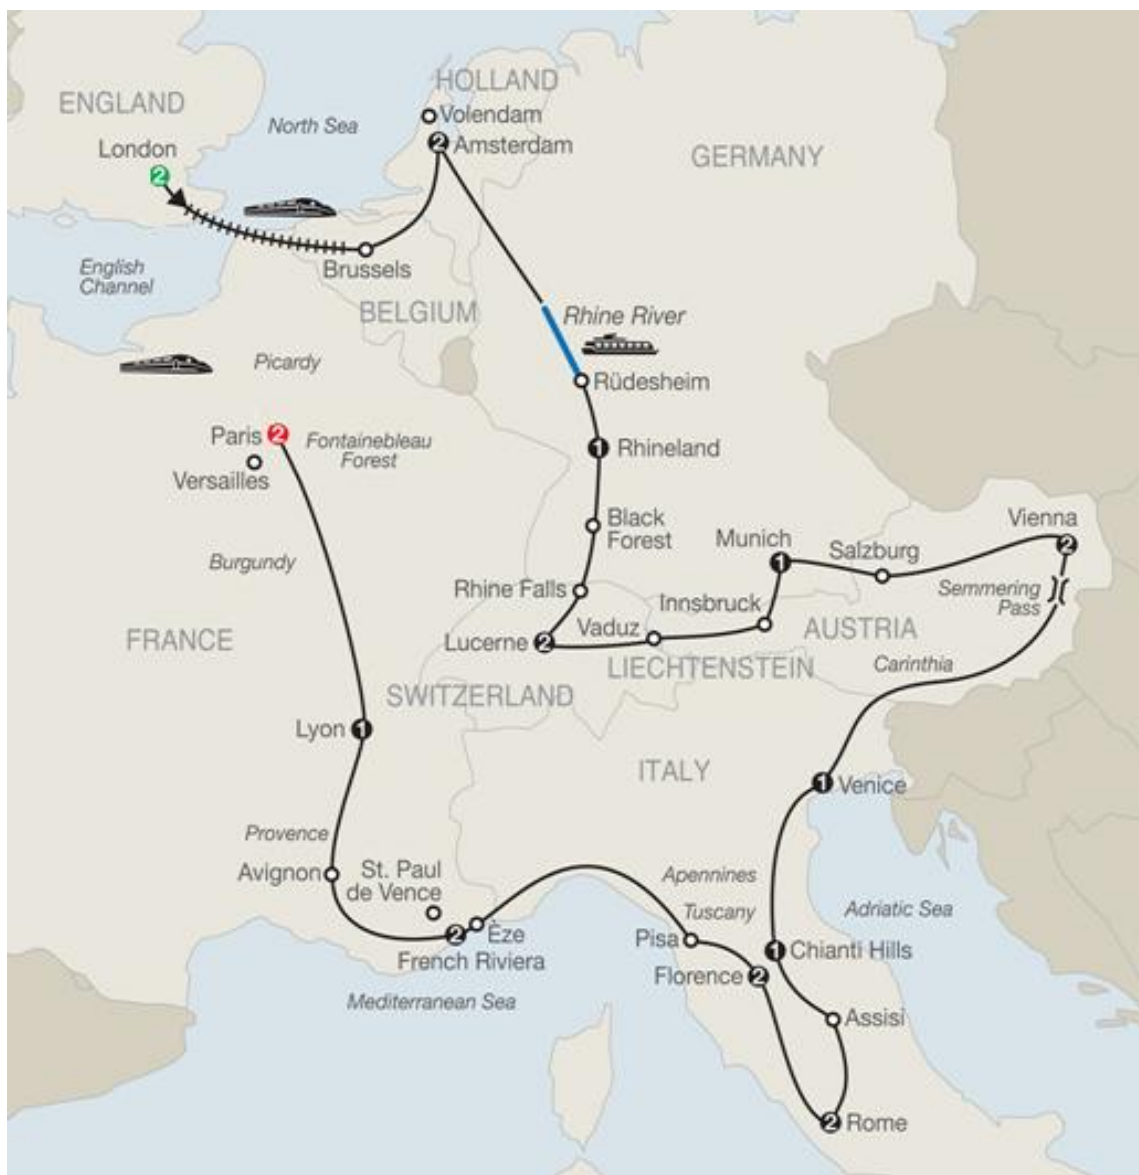 HOLLAND
ENGLAND
Volendam
North Sea
2 Amsterdam
London
GERMANY
2
English
Channel
Brussels
BELGIUM
Rhine River
Picardy
Rüdesheim
Paris 2
Fontainebleau
Forest
1 Rhineland
Versailles
Black
Forest
Munich
1
Vienna
2
Salzburg
Burgundy
Rhine Falls
Innsbruck
Semmering
Pass
FRANCE
Lucerne 2
Vaduz
AUSTRIA
LIECHTENSTEIN
Carinthia
SWITZERLAND
Lyon 1
ITALY
1 Venice
Provence
Avignon
St. Paul
de Vence
Apennines
Tuscany
Adriatic Sea
2
Èze
French Riviera
Pisa
1 Chianti Hills
Florence 2
Mediterranean Sea
Assisi
2 Rome